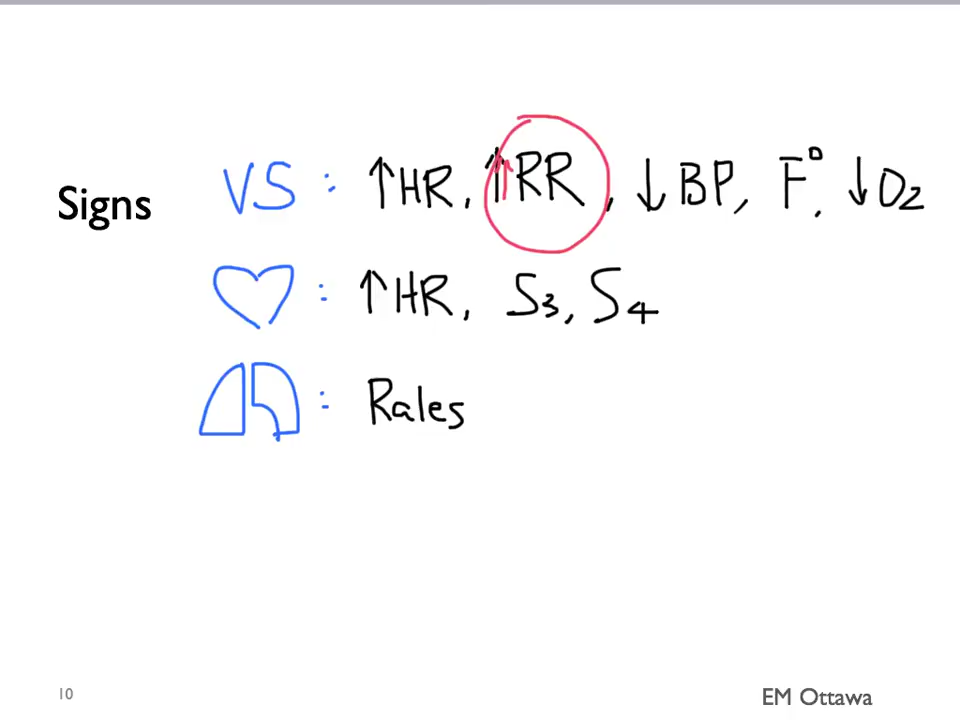 Signs
VS : ↑HR, ↑RR, ↓BP, F°, ↓O2
: ↑HR, S3, S4
: Rales
10
EM Ottawa